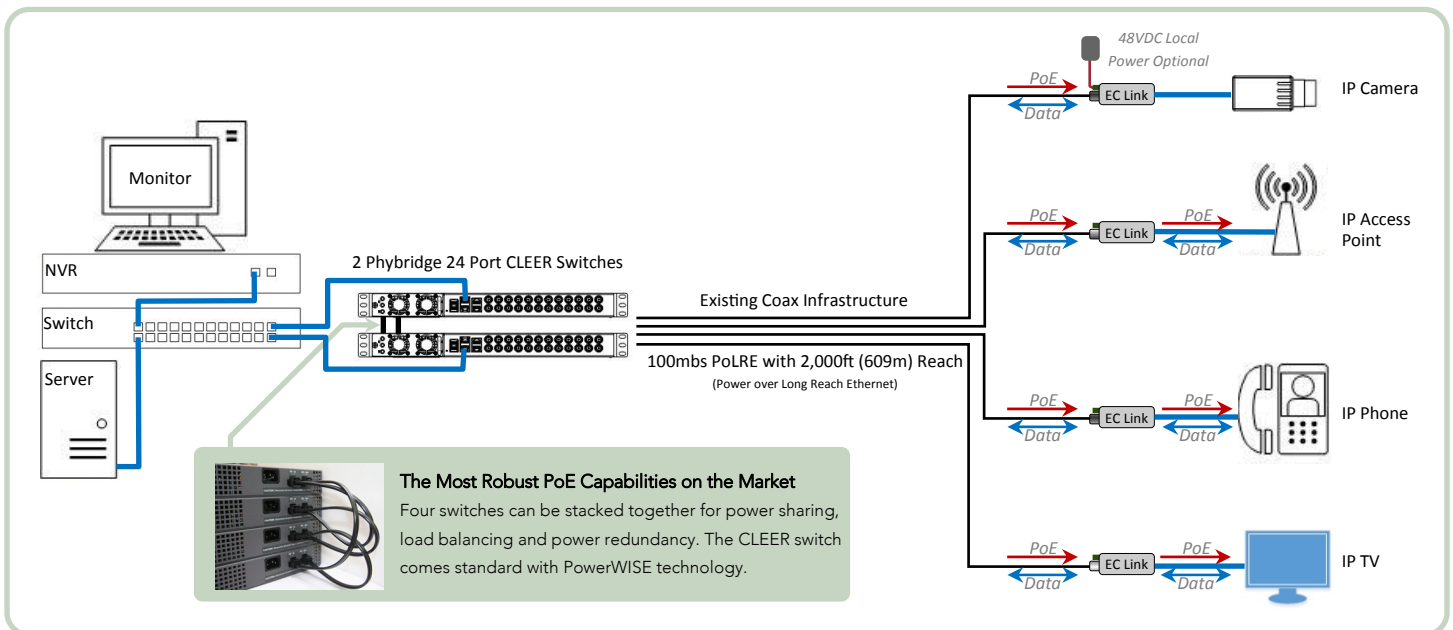 48VDC Local
Power Optional
PoE
Data
EC Link
IP Camera
Monitor
NVR
Switch
Server
2 Phybridge 24 Port CLEER Switches
Existing Coax Infrastructure
100mbs PoLRE with 2,000ft (609m) Reach
(Power over Long Reach Ethernet)
PoE
Data
EC Link
PoE
Data
IP Access
Point
PoE
Data
EC Link
PoE
Data
IP Phone
PoE
Data
EC Link
PoE
Data
IP TV
The Most Robust PoE Capabilities on the Market
Four switches can be stacked together for power sharing,
load balancing and power redundancy. The CLEER switch
comes standard with PowerWISE technology.